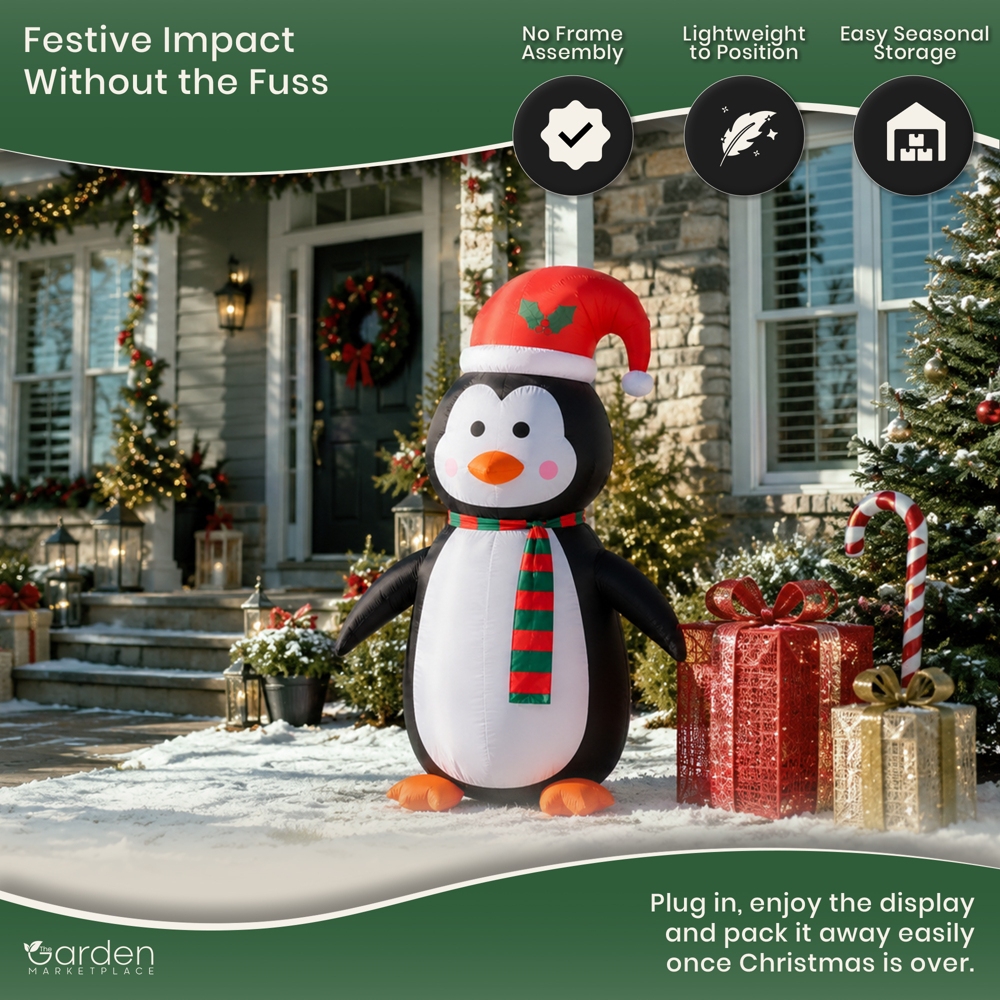 Festive Impact
Without the Fuss
No Frame
Assembly
Lightweight
to Position
Easy Seasonal
Storage
Plug in, enjoy the display
and pack it away easily
once Christmas is over.
The
Garden
MARKETPLACE